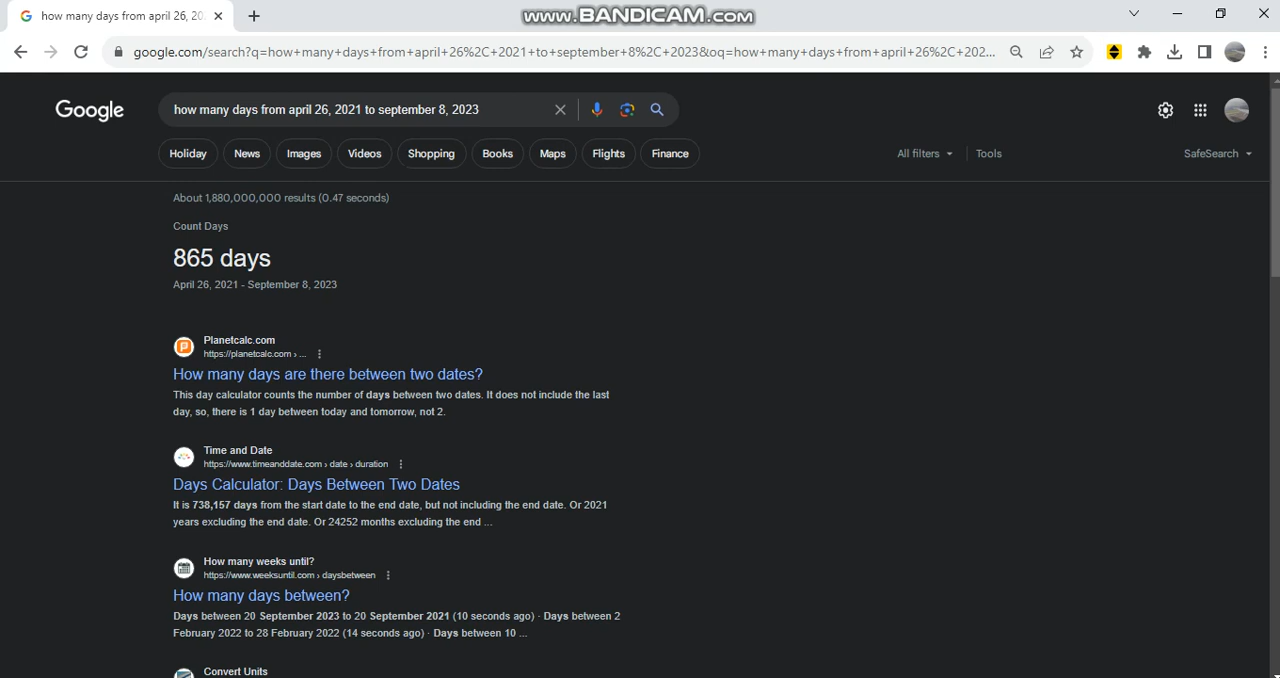 how many days from april 26, 20
www.BANDICAM.com
google.com/search?q=how+many+days+from+april+26%2C+2021+to+september+8%2C+2023&oq=how+many+days+from+april+26%2C+202...
Google
how many days from april 26, 2021 to september 8, 2023
Holiday
News
Images
Videos
Shopping
Books
Maps
Flights
Finance
All filters
Tools
SafeSearch
About 1,880,000,000 results (0.47 seconds)
Count Days
865 days
April 26, 2021 - September 8, 2023
Planetcalc.com
https://planetcalc.com › ...
How many days are there between two dates?
This day calculator counts the number of days between two dates. It does not include the last
day, so, there is 1 day between today and tomorrow, not 2.
Time and Date
https://www.timeanddate.com › date › duration
Days Calculator: Days Between Two Dates
It is 738,157 days from the start date to the end date, but not including the end date. Or 2021
years excluding the end date. Or 24252 months excluding the end ...
How many weeks until?
https://www.weeksuntil.com › daysbetween
How many days between?
Days between 20 September 2023 to 20 September 2021 (10 seconds ago) · Days between 2
February 2022 to 28 February 2022 (14 seconds ago) · Days between 10 ...
Convert Units